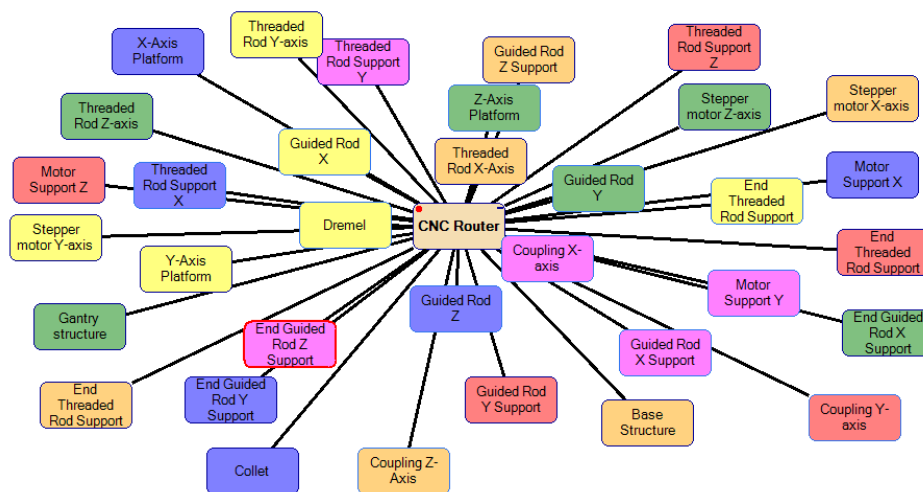 X-Axis
Platform
Threaded
Rod Y-axis
Threaded
Rod Support
Y
Guided Rod
Z Support
Threaded
Rod Support
Z
Threaded
Rod Z-axis
Z-Axis
Platform
Stepper
motor Z-axis
Stepper
motor X-axis
Guided Rod
X
Threaded
Rod X-Axis
Motor
Support Z
Threaded
Rod Support
X
Guided Rod
Y
End
Threaded
Rod Support
Motor
Support X
Stepper
motor Y-axis
Dremel
CNC Router
End
Threaded
Rod Support
Y-Axis
Platform
Coupling X-
axis
Motor
Support Y
Gantry
structure
Guided Rod
Z
End Guided
Rod X
Support
End Guided
Rod Z
Support
Guided Rod
X Support
End
Threaded
Rod Support
End Guided
Rod Y
Support
Guided Rod
Y Support
Base
Structure
Coupling Y-
axis
Collet
Coupling Z-
Axis